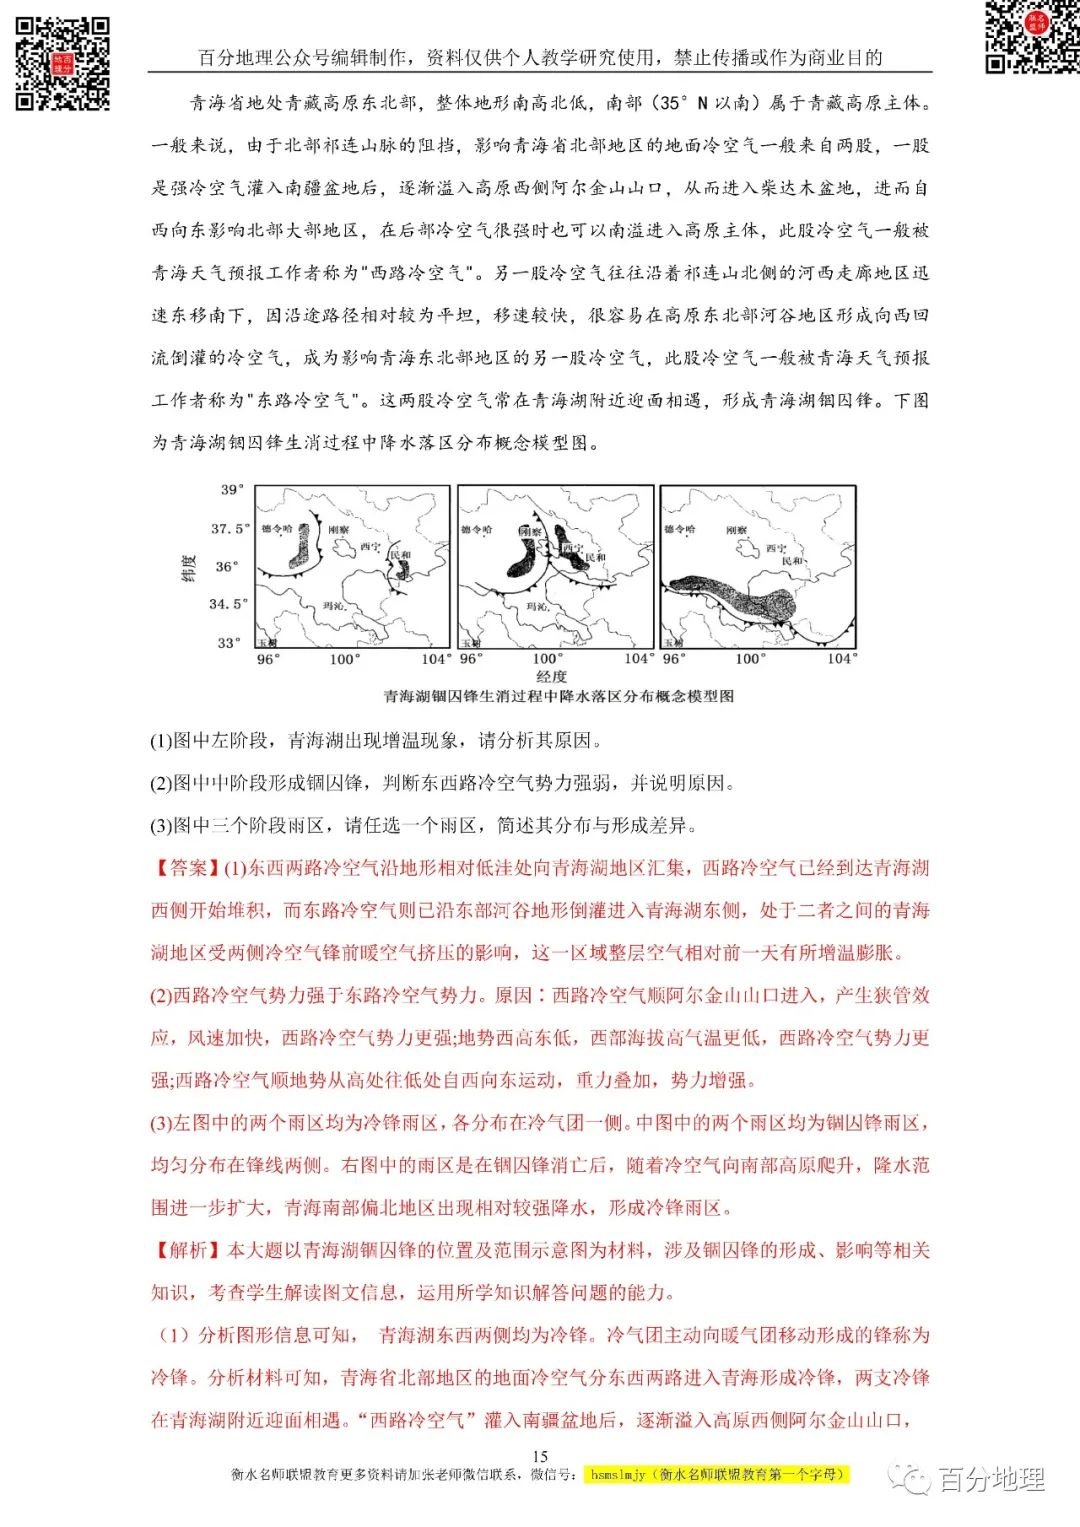 百分地理公众号编辑制作，资料仅供个人教学研究使用，禁止传播或作为商业目的
青海省地处青藏高原东北部，整体地形南高北低，南部（35°N以南）属于青藏高原主体。
一般来说，由于北部祁连山脉的阻挡，影响青海省北部地区的地面冷空气一般来自两股，一股
是强冷空气灌入南疆盆地后，逐渐溢入高原西侧阿尔金山山口，从而进入柴达木盆地，进而自
西向东影响北部大部地区，在后部冷空气很强时也可以南溢进入高原主体，此股冷空气一般被
青海天气预报工作者称为"西路冷空气"。另一股冷空气往往沿着祁连山北侧的河西走廊地区迅
速东移南下，因沿途路径相对较为平坦，移速较快，很容易在高原东北部河谷地区形成向西回
流倒灌的冷空气，成为影响青海东北部地区的另一股冷空气，此股冷空气一般被青海天气预报
工作者称为"东路冷空气"。这两股冷空气常在青海湖附近迎面相遇，形成青海湖锢囚锋。下图
为青海湖锢囚锋生消过程中降水落区分布概念模型图。
39°
37.5°
36°
34.5°
33°
纬度
德令哈 刚察 西宁 民和 玛沁 玉树
德令哈 刚察 西宁 民和 玛沁 玉树
德令哈 刚察 西宁 民和 玉树
96° 100° 104° 96° 100° 104° 96° 100° 104°
经度
青海湖锢囚锋生消过程中降水落区分布概念模型图
(1)图中左阶段，青海湖出现增温现象，请分析其原因。
(2)图中中阶段形成锢囚锋，判断东西路冷空气势力强弱，并说明原因。
(3)图中三个阶段雨区，请任选一个雨区，简述其分布与形成差异。
【答案】(1)东西两路冷空气沿地形相对低洼处向青海湖地区汇集，西路冷空气已经到达青海湖
西侧开始堆积，而东路冷空气则已沿东部河谷地形倒灌进入青海湖东侧，处于二者之间的青海
湖地区受两侧冷空气锋前暖空气挤压的影响，这一区域整层空气相对前一天有所增温膨胀。
(2)西路冷空气势力强于东路冷空气势力。原因：西路冷空气顺阿尔金山山口进入，产生狭管效
应，风速加快，西路冷空气势力更强;地势西高东低，西部海拔高气温更低，西路冷空气势力更
强;西路冷空气顺地势从高处往低处自西向东运动，重力叠加，势力增强。
(3)左图中的两个雨区均为冷锋雨区，各分布在冷气团一侧。中图中的两个雨区均为锢囚锋雨区，
均匀分布在锋线两侧。右图中的雨区是在锢囚锋消亡后，随着冷空气向南部高原爬升，降水范
围进一步扩大，青海南部偏北地区出现相对较强降水，形成冷锋雨区。
【解析】本大题以青海湖锢囚锋的位置及范围示意图为材料，涉及锢囚锋的形成、影响等相关
知识，考查学生解读图文信息，运用所学知识解答问题的能力。
（1）分析图形信息可知， 青海湖东西两侧均为冷锋。冷气团主动向暖气团移动形成的锋称为
冷锋。分析材料可知，青海省北部地区的地面冷空气分东西两路进入青海形成冷锋，两支冷锋
在青海湖附近迎面相遇。“西路冷空气”灌入南疆盆地后，逐渐溢入高原西侧阿尔金山山口，
15
衡水名师联盟教育更多资料请加张老师微信联系，微信号： hsmslmjy（衡水名师联盟教育第一个字母）
百分地理